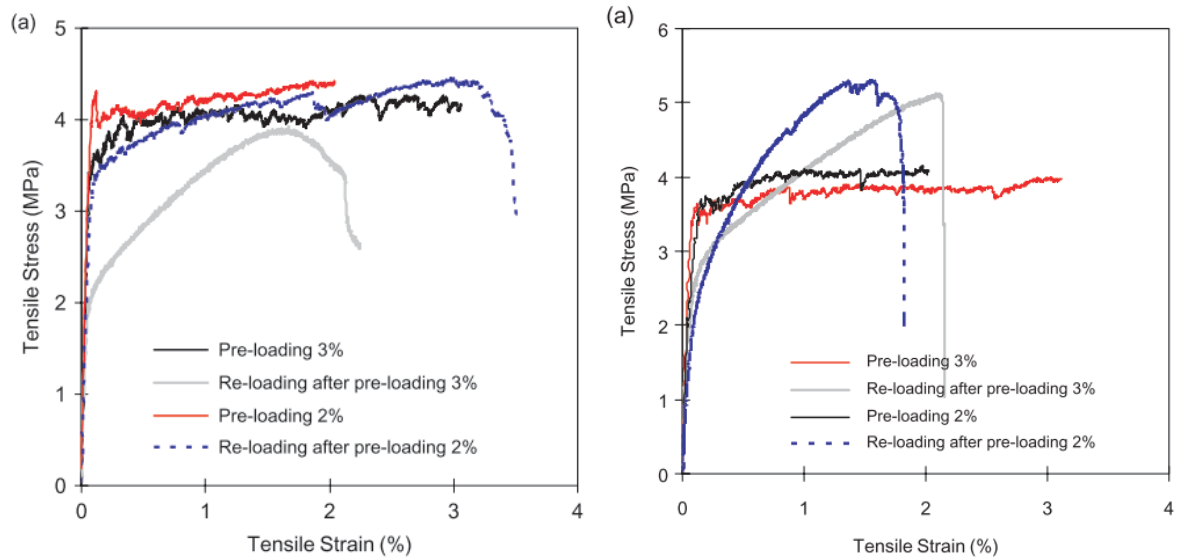 (a)
5
4
3
2
1
0
Tensile Stress (MPa)
Pre-loading 3%
Re-loading after pre-loading 3%
Pre-loading 2%
Re-loading after pre-loading 2%
0 1 2 3 4
Tensile Strain (%)
(a)
6
5
4
3
2
1
0
Tensile Stress (MPa)
Pre-loading 3%
Re-loading after pre-loading 3%
Pre-loading 2%
Re-loading after pre-loading 2%
0 1 2 3 4
Tensile Strain (%)